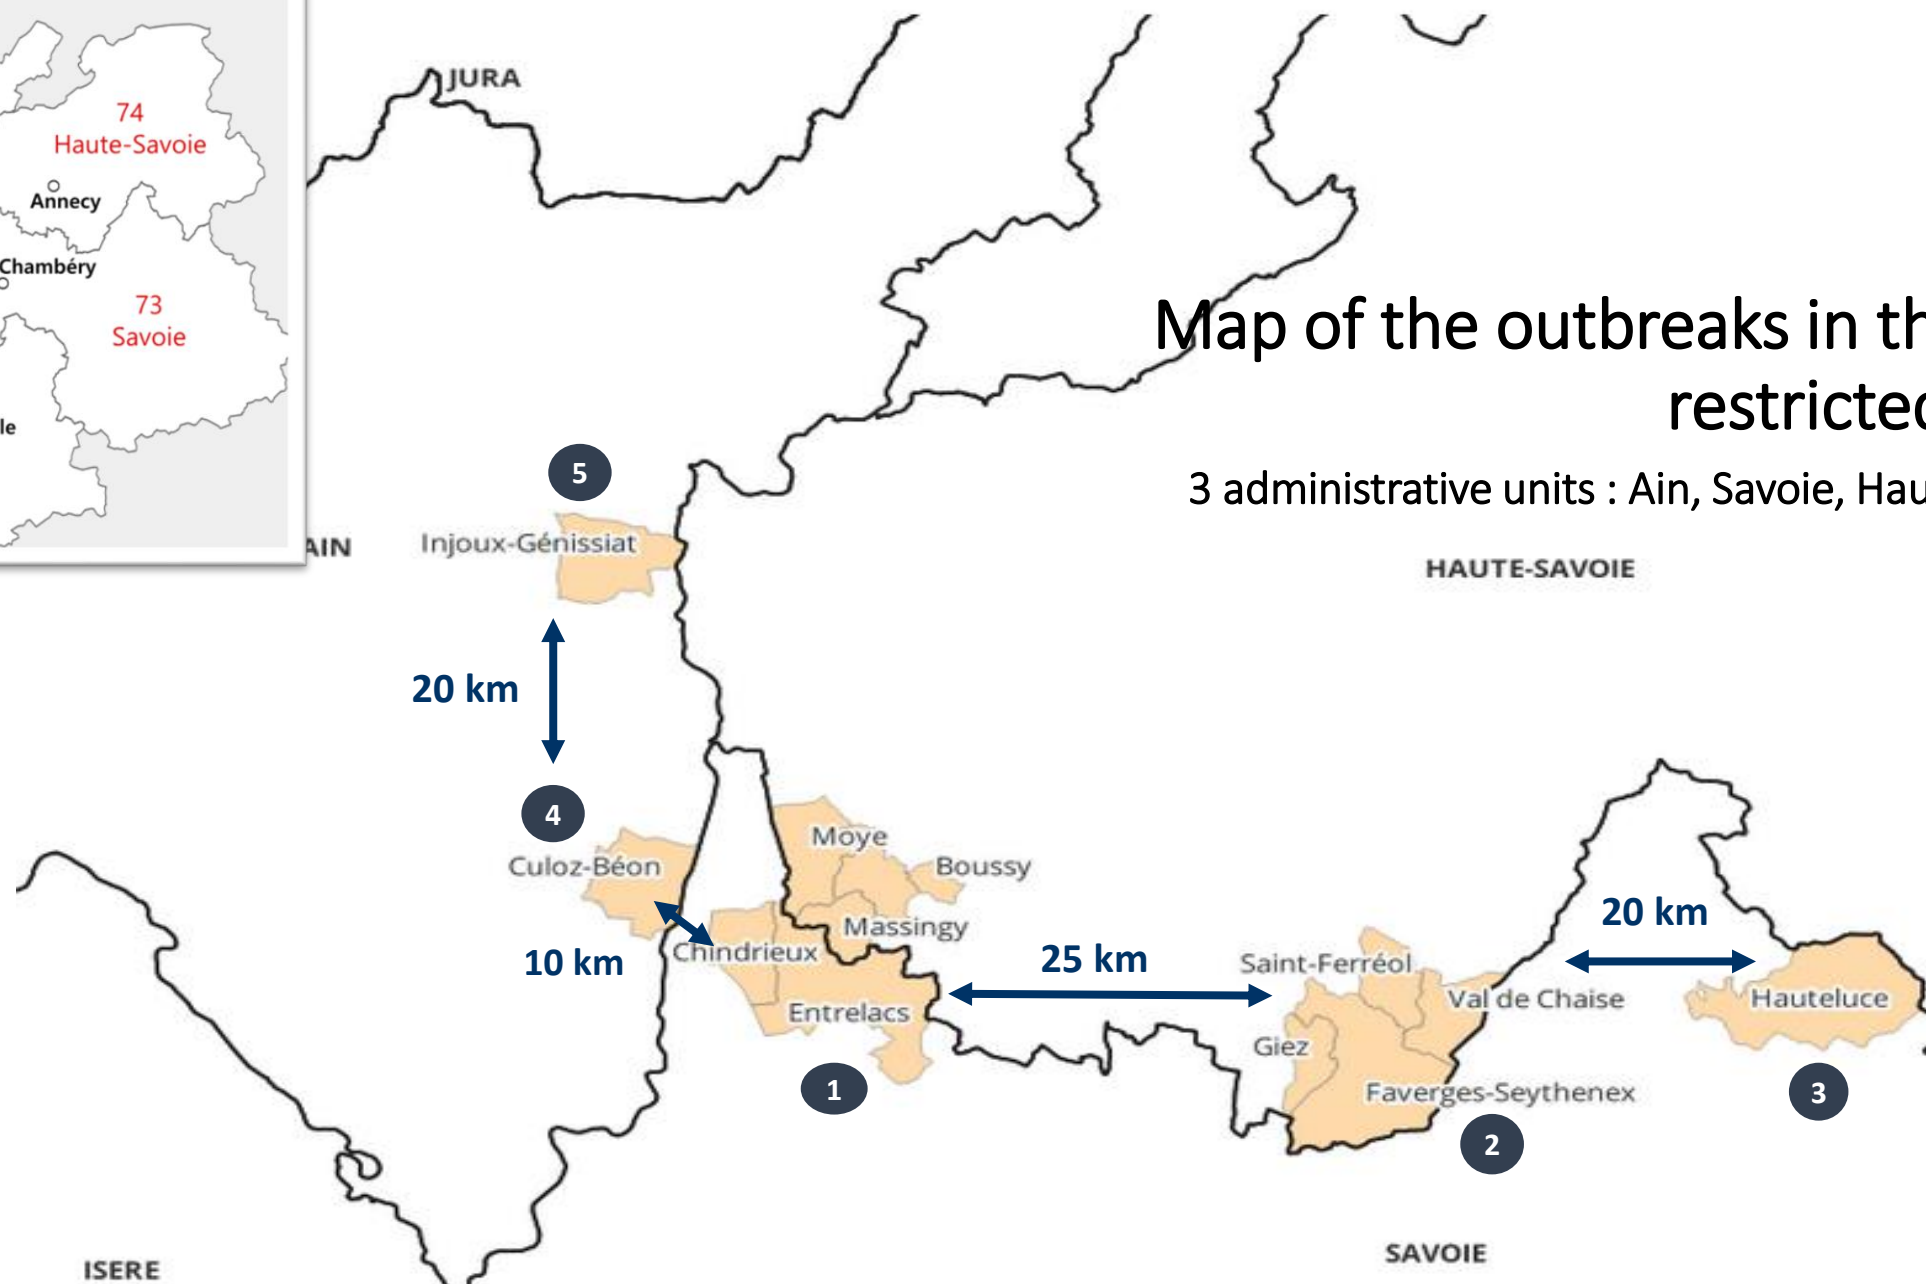 74
Haute-Savoie
Annecy
Chambéry
73
Savoie
le
JURA
Map of the outbreaks in th
restricted
3 administrative units : Ain, Savoie, Hau
HAUTE-SAVOIE
5
AIN
Injoux-Génissiat
20 km
4
Culoz-Béon
Moye
Boussy
Massingy
Chindrieux
10 km
Entrelacs
1
25 km
Saint-Ferréol
Val de Chaise
Giez
Faverges-Seythenex
2
20 km
Hauteluce
3
SAVOIE
ISERE